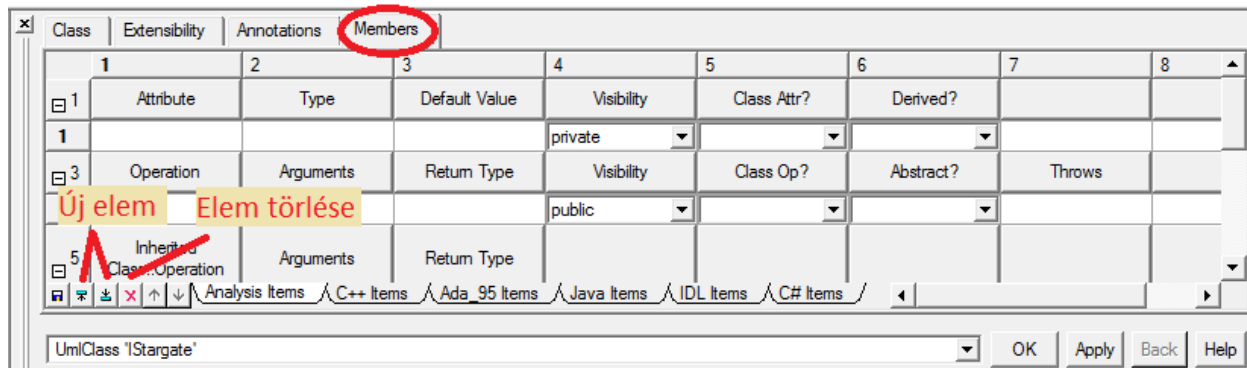 Class Extensibility Annotations Members
1 2 3 4 5 6 7 8
1 Attribute Type Default Value Visibility Class Attr? Derived?
1 private
3 Operation Arguments Return Type Visibility Class Op? Abstract? Throws
Új elem Elem törlése public
5 Inherited Arguments Return Type
Class::Operation
Analysis Items C++ Items Ada_95 Items Java Items IDL Items C# Items
UmlClass 'IStargate' OK Apply Back Help